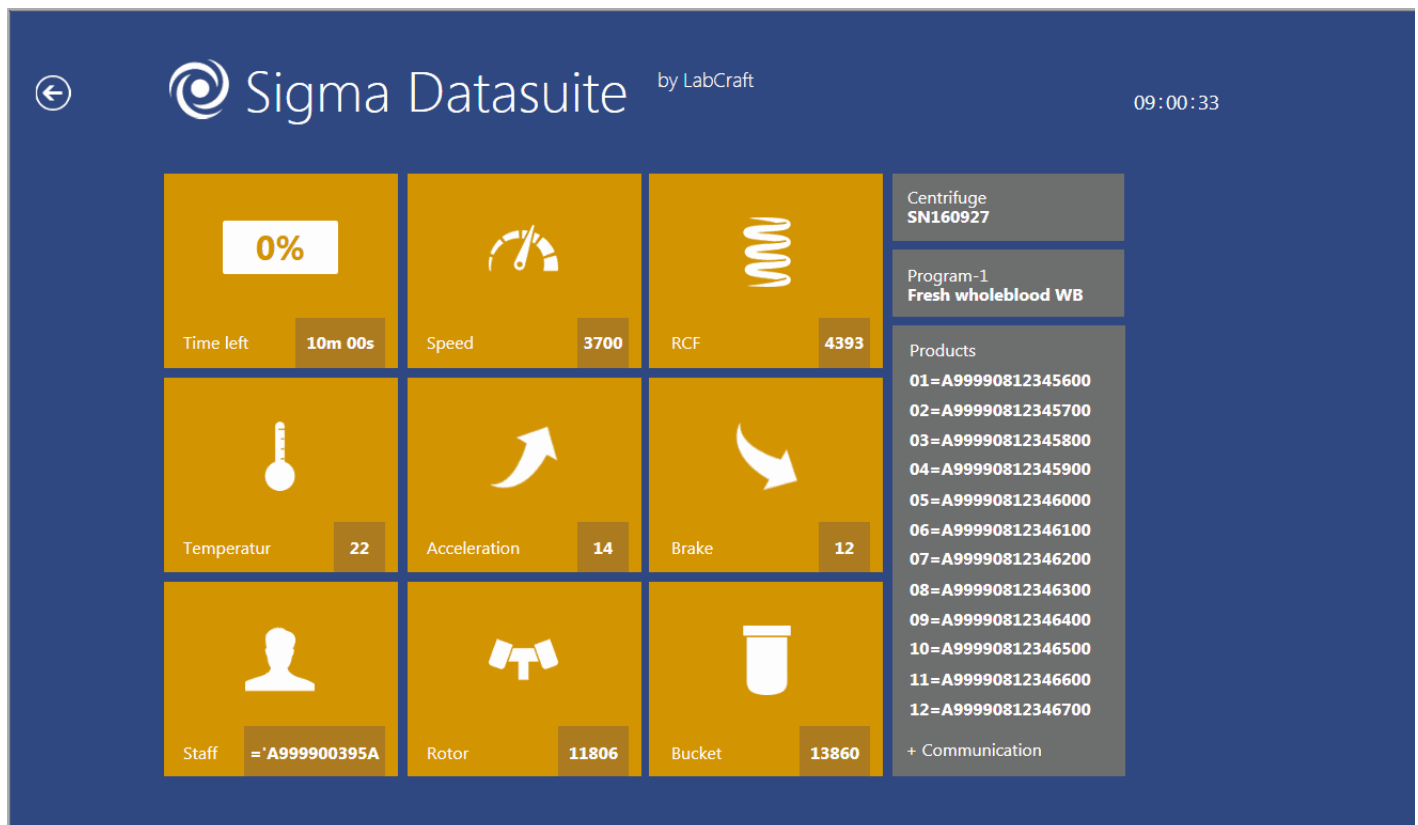 Sigma Datasuite by LabCraft
09:00:33
0%
Time left 10m 00s
Speed 3700
RCF 4393
Temperatur 22
Acceleration 14
Brake 12
Staff ='A999900395A
Rotor 11806
Bucket 13860
Centrifuge
SN160927
Program-1
Fresh wholeblood WB
Products
01=A99990812345600
02=A99990812345700
03=A99990812345800
04=A99990812345900
05=A99990812346000
06=A99990812346100
07=A99990812346200
08=A99990812346300
09=A99990812346400
10=A99990812346500
11=A99990812346600
12=A99990812346700
+ Communication